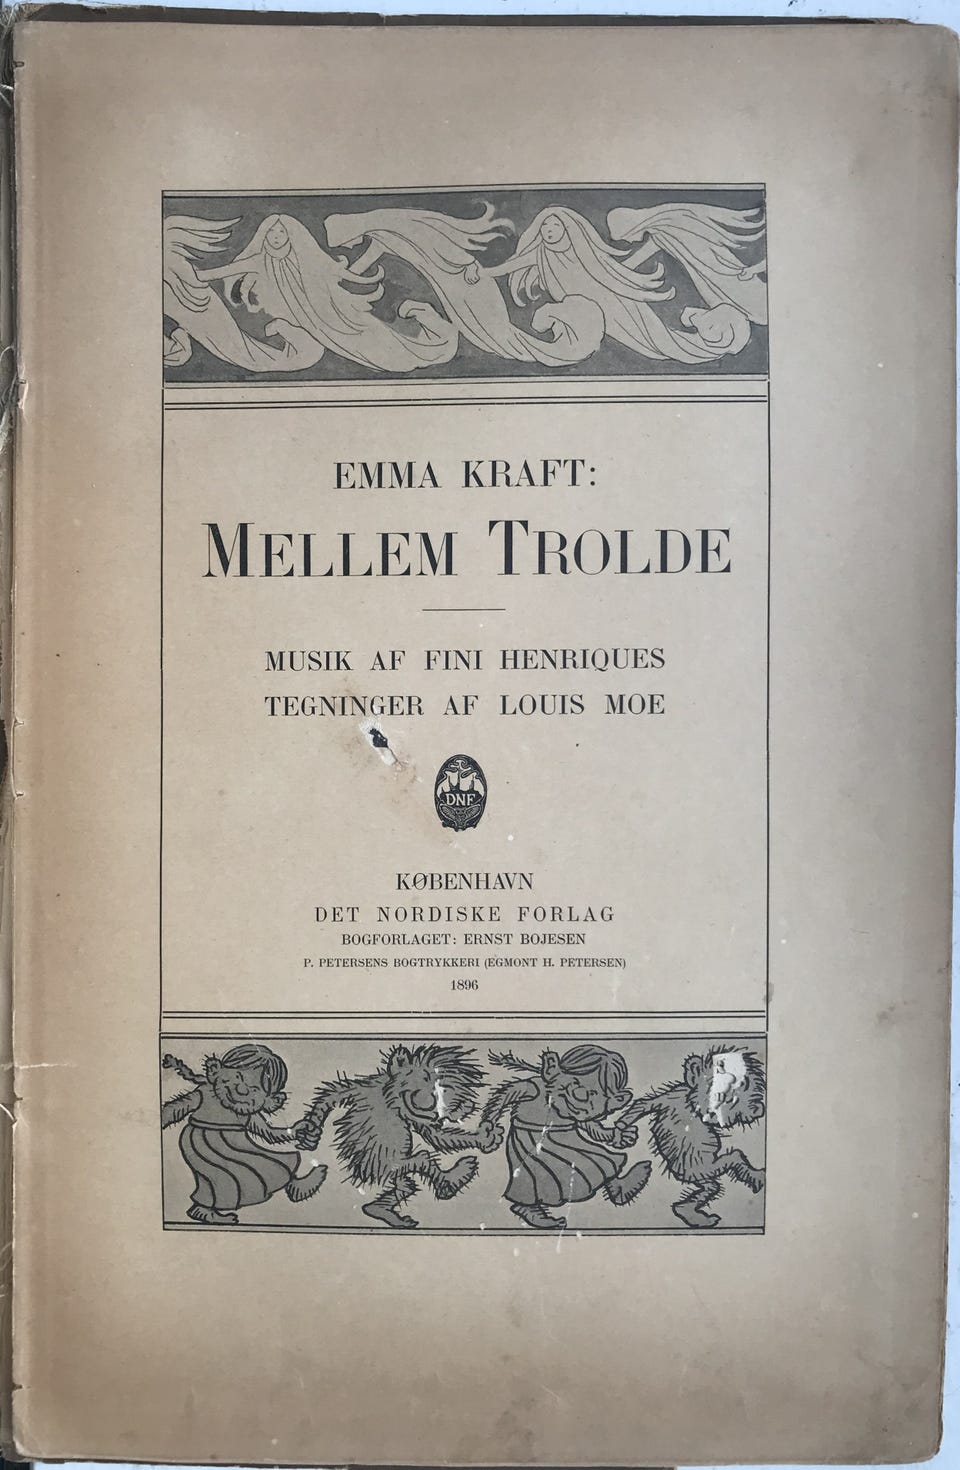 EMMA KRAFT:
MELLEM TROLDE
MUSIK AF FINI HENRIQUES
TEGNINGER AF LOUIS MOE
DNF
KØBENHAVN
DET NORDISKE FORLAG
BOGFORLAGET: ERNST BOJESEN
P. PETERSENS BOGTRYKKERI (EGMONT H. PETERSEN)
1896